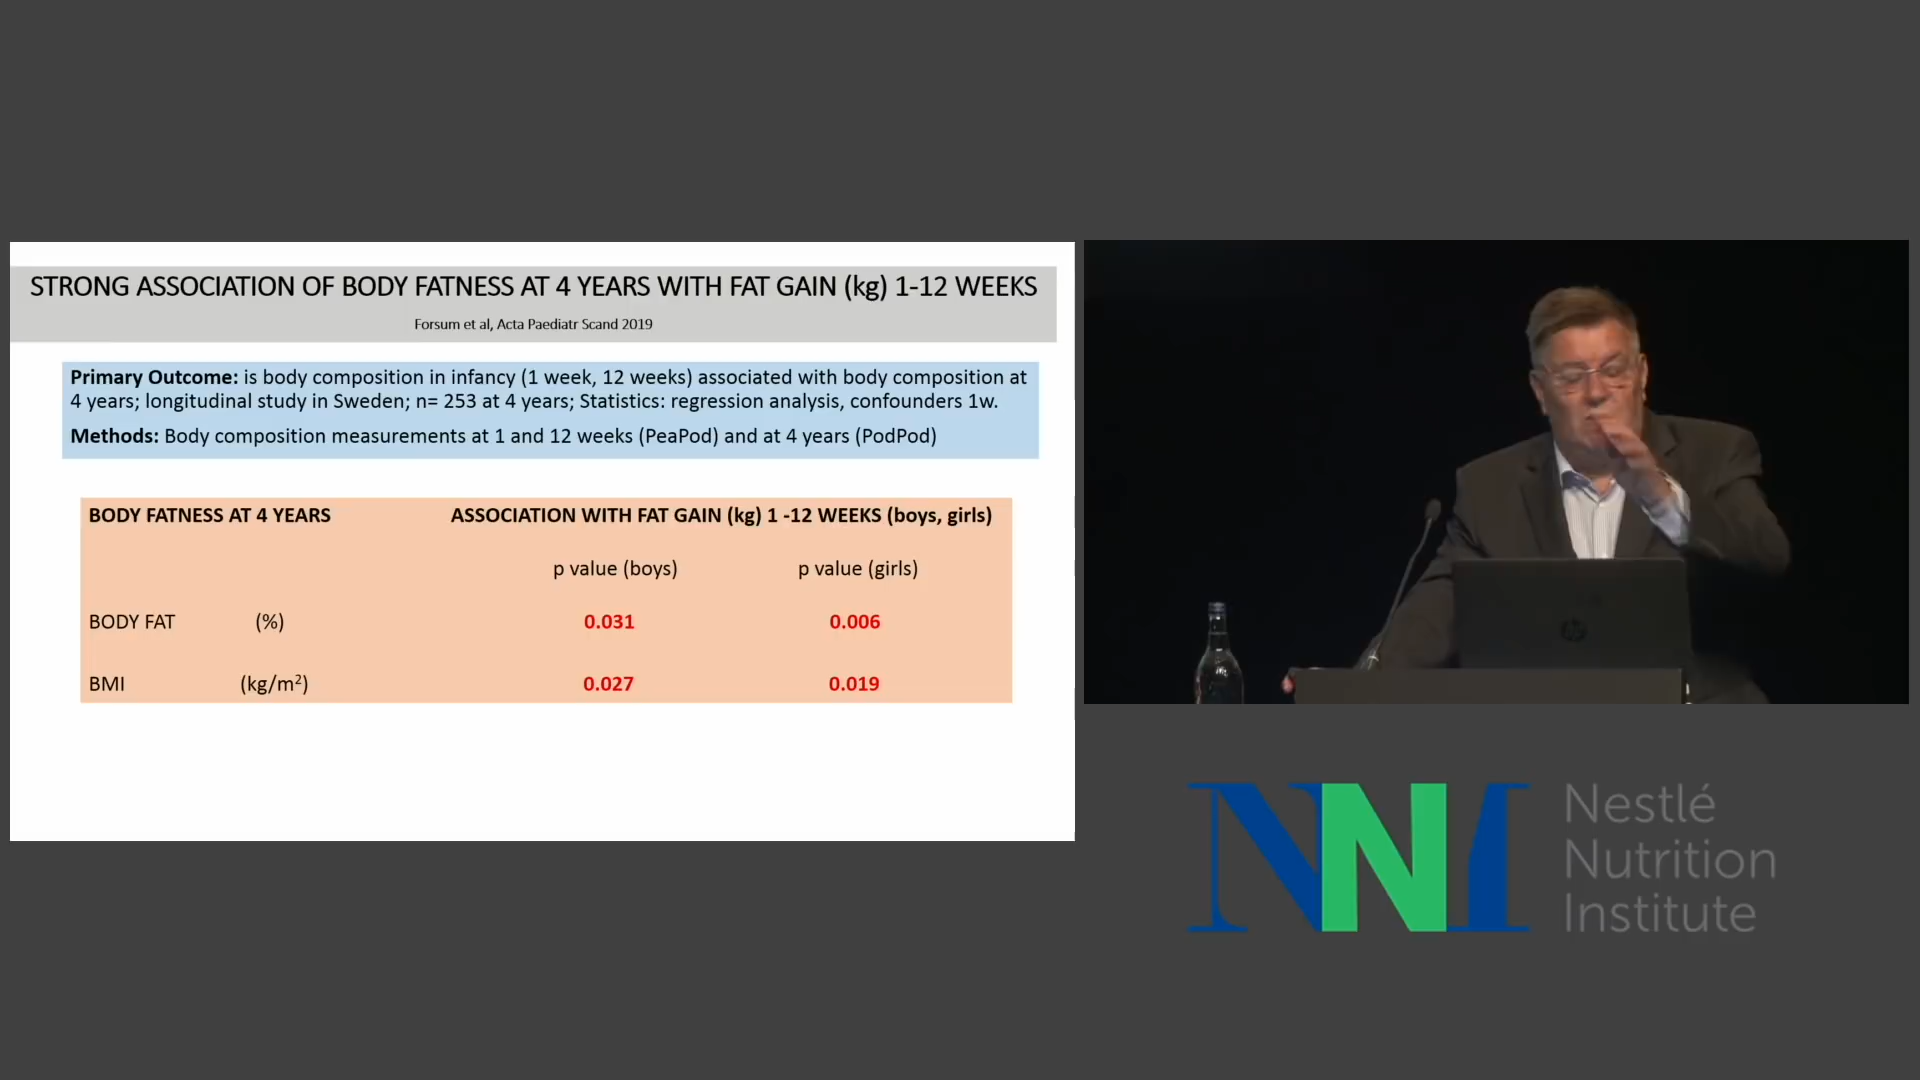 STRONG ASSOCIATION OF BODY FATNESS AT 4 YEARS WITH FAT GAIN (kg) 1-12 WEEKS
Forsum et al, Acta Paediatr Scand 2019
Primary Outcome: is body composition in infancy (1 week, 12 weeks) associated with body composition at
4 years; longitudinal study in Sweden; n= 253 at 4 years; Statistics: regression analysis, confounders 1w.
Methods: Body composition measurements at 1 and 12 weeks (PeaPod) and at 4 years (PodPod)
BODY FATNESS AT 4 YEARS ASSOCIATION WITH FAT GAIN (kg) 1 -12 WEEKS (boys, girls)
p value (boys) p value (girls)
BODY FAT (%) 0.031 0.006
BMI (kg/m²) 0.027 0.019
NNI
Nestlé
Nutrition
Institute